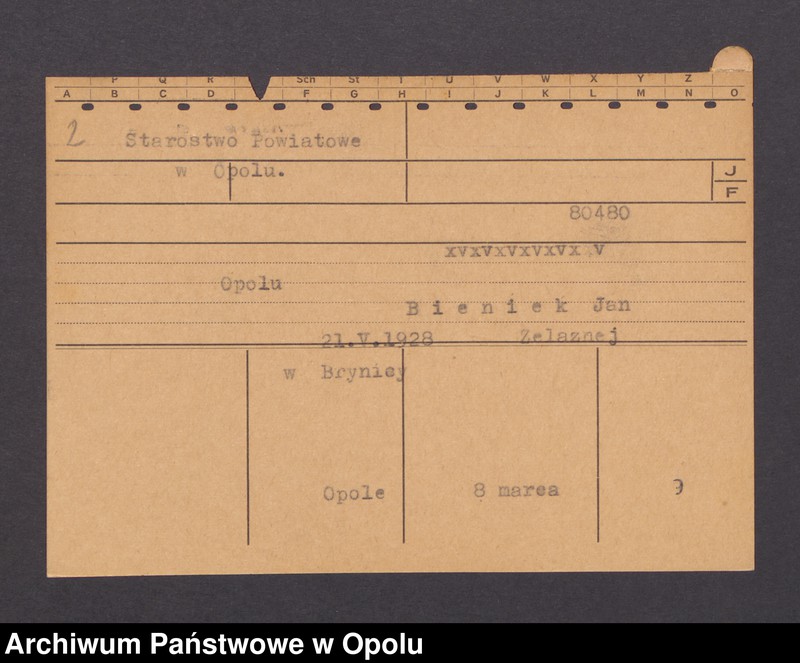 P Q R Sch St T U V W X Y Z
A B C D F G H I J K L M N O
2 Starostwo Powiatowe
w Opolu.
J
F
80480
xvxvxvxvxvx v
Opolu
Bieniek Jan
21.V.1928 Zelaznej
w Brynicy
Opole 8 marca 9
Archiwum Państwowe w Opolu